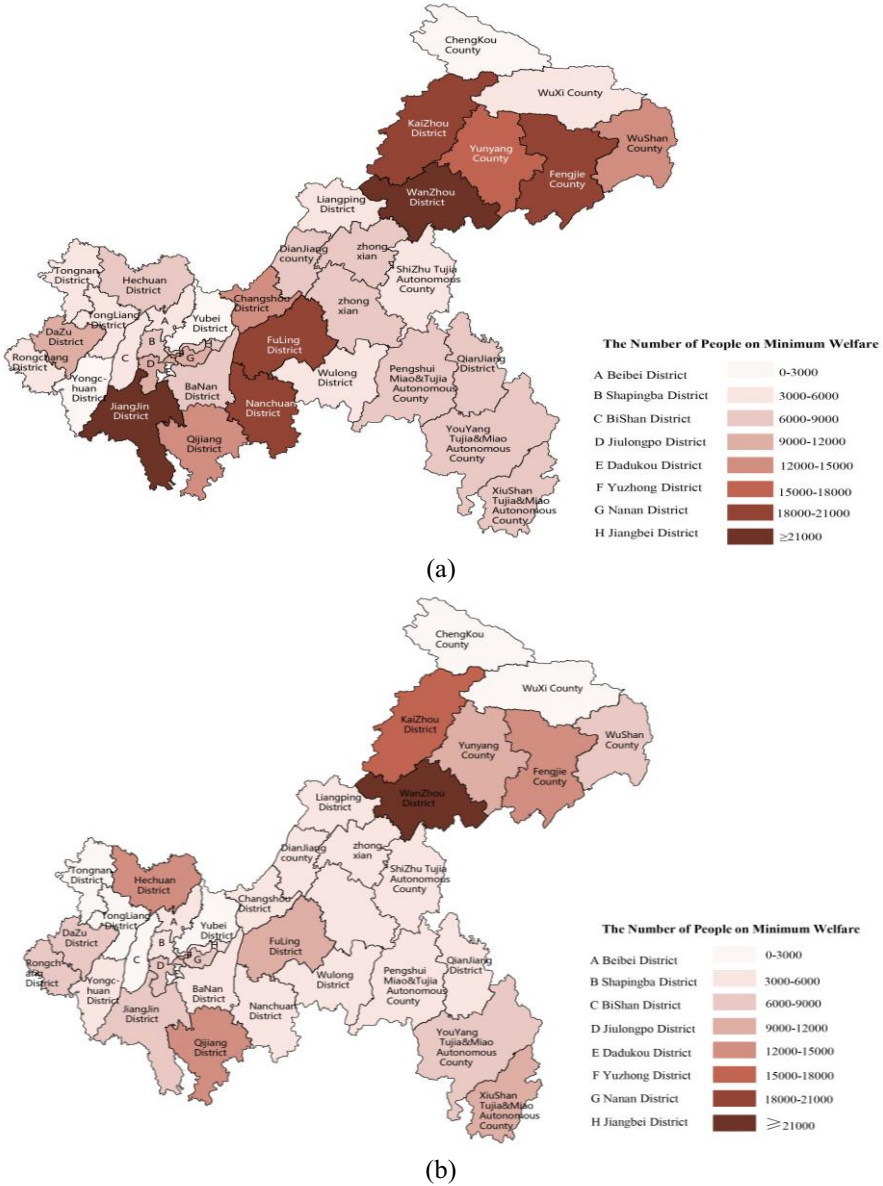 ChengKou
County
WuXi County
KaiZhou
District
WuShan
County
Yunyang
County
Fengjie
County
WanZhou
District
Liangping
District
DianJiang
county
zhong
xian
ShiZhu Tujia
Autonomous
County
Tongnan
District
Hechuan
District
Changshou
District
zhong
xian
YongLiang
District
A
Yubei
District
DaZu
District
B
H
FuLing
District
Rongchang
District
C
D
G
Yongc-
huan
District
BaNan
District
Wulong
District
Pengshui
Miao&Tujia
Autonomous
County
QianJiang
District
JiangJin
District
Nanchuan
District
Qijiang
District
YouYang
Tujia&Miao
Autonomous
County
XiuShan
Tujia&Miao
Autonomous
County
The Number of People on Minimum Welfare
A Beibei District 0-3000
B Shapingba District 3000-6000
C BiShan District 6000-9000
D Jiulongpo District 9000-12000
E Dadukou District 12000-15000
F Yuzhong District 15000-18000
G Nanan District 18000-21000
H Jiangbei District ≥21000
(a)
ChengKou
County
WuXi County
KaiZhou
District
WuShan
County
Yunyang
County
Fengjie
County
WanZhou
District
Liangping
District
DianJiang
county
zhong
xian
ShiZhu Tujia
Autonomous
County
Tongnan
District
Hechuan
District
Changshou
District
YongLiang
District
A
Yubei
District
DaZu
District
B
H
FuLing
District
Rongch-
ang
District
C
D
G
Yongc-
huan
District
BaNan
District
Wulong
District
Pengshui
Miao&Tujia
Autonomous
County
QianJiang
District
JiangJin
District
Nanchuan
District
Qijiang
District
YouYang
Tujia&Miao
Autonomous
County
XiuShan
Tujia&Miao
Autonomous
County
The Number of People on Minimum Welfare
A Beibei District 0-3000
B Shapingba District 3000-6000
C BiShan District 6000-9000
D Jiulongpo District 9000-12000
E Dadukou District 12000-15000
F Yuzhong District 15000-18000
G Nanan District 18000-21000
H Jiangbei District ≥21000
(b)